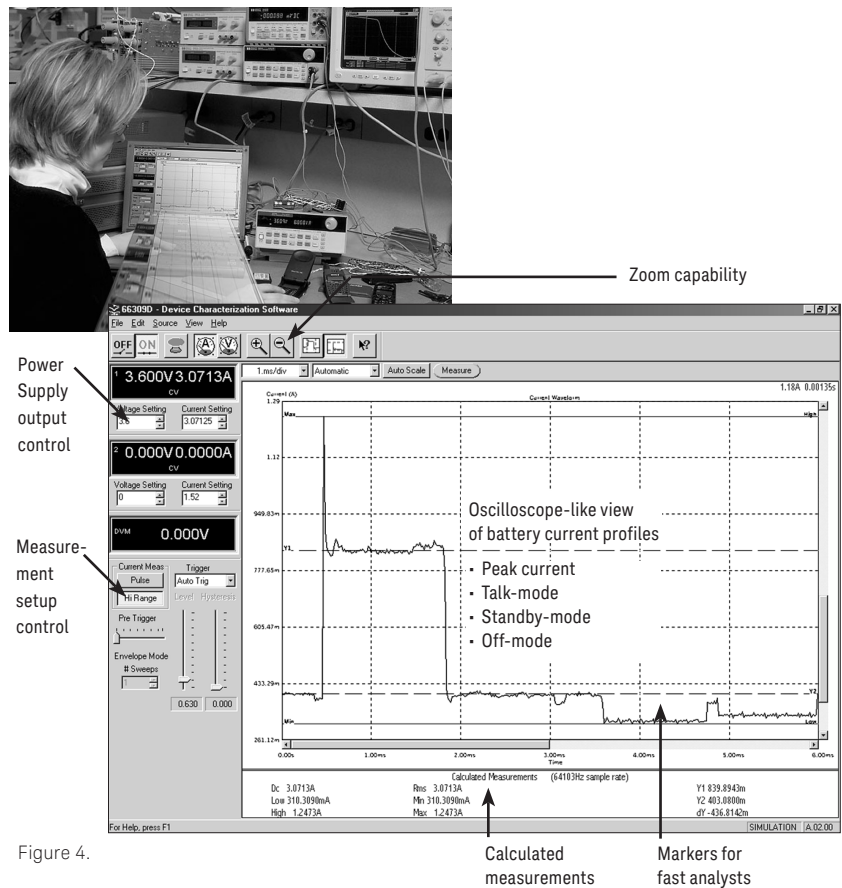 Zoom capability
66309D - Device Characterization Software
File Edit Source View Help
OFF ON
A V
Power
Supply
output
control
1 3.600V 3.0713A
CV
Voltage Setting Current Setting
3.6 3.07125
2 0.000V 0.0000A
CV
Voltage Setting Current Setting
0 1.52
DVM 0.000V
Measure-
ment
setup
control
Current Meas
Pulse
Hi Range
Trigger
Auto Trig
Level Hysteresis
Pre Trigger
Envelope Mode
# Sweeps
1
0.630 0.000
1.ms/div Automatic Auto Scale Measure
1.18A 0.00135s
Current (A)
Current Waveform
1.29
Max
High
1.12
949.83m
Y1
777.65m
605.47m
433.29m
Y2
Min
Low
261.12m
Oscilloscope-like view
of battery current profiles
· Peak current
· Talk-mode
· Standby-mode
· Off-mode
0.00s 1.00ms 2.00ms 3.00ms 4.00ms 5.00ms 6.00ms
Time
Calculated Measurements (64103Hz sample rate)
Dc 3.0713A Rms 3.0713A Y1 839.8943m
Low 310.3090mA Min 310.3090mA Y2 403.0800m
High 1.2473A Max 1.2473A dY -436.8142m
For Help, press F1
SIMULATION A.02.00
Figure 4.
Calculated
measurements
Markers for
fast analysts